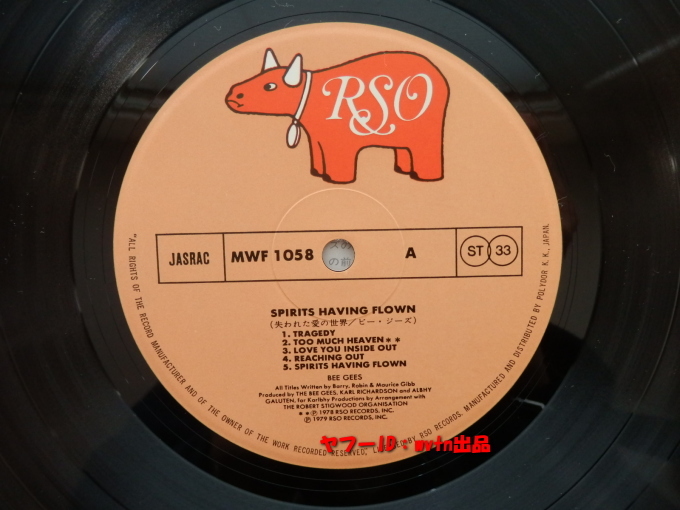 RSO
JASRAC
MWF 1058
A
ST 33
SPIRITS HAVING FLOWN
(失われた愛の世界/ビー・ジーズ)
1. TRAGEDY
2. TOO MUCH HEAVEN**
3. LOVE YOU INSIDE OUT
4. REACHING OUT
5. SPIRITS HAVING FLOWN
BEE GEES
All Titles Written by Barry, Robin & Maurice Gibb
Produced by THE BEE GEES, KARL RICHARDSON and ALBHY
GALUTEN, for Karlbhy Productions by Arrangement with
THE ROBERT STIGWOOD ORGANISATION
**Ⓟ1978 RSO RECORDS, INC.
Ⓟ1979 RSO RECORDS, INC.
"ALL RIGHTS OF THE RECORD MANUFACTURER AND OF THE OWNER OF THE WORK RECORDED RESERVED, LICENSED BY RSO RECORDS. MANUFACTURED AND DISTRIBUTED BY POLYDOR K. K., JAPAN.
の前
ヤフーID：
出品